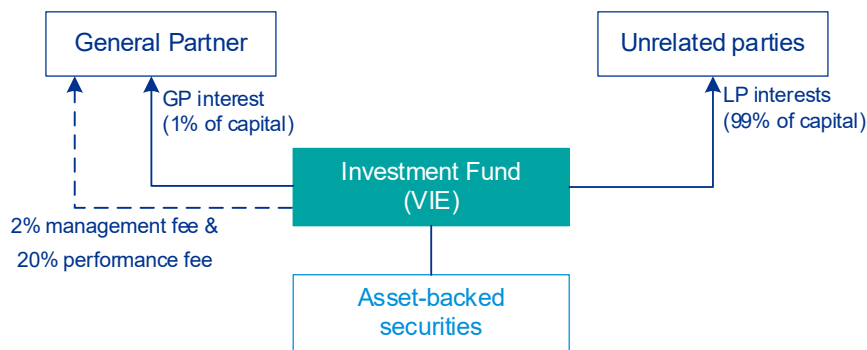 General Partner
Unrelated parties
GP interest
(1% of capital)
LP interests
(99% of capital)
Investment Fund
(VIE)
2% management fee &
20% performance fee
Asset-backed
securities